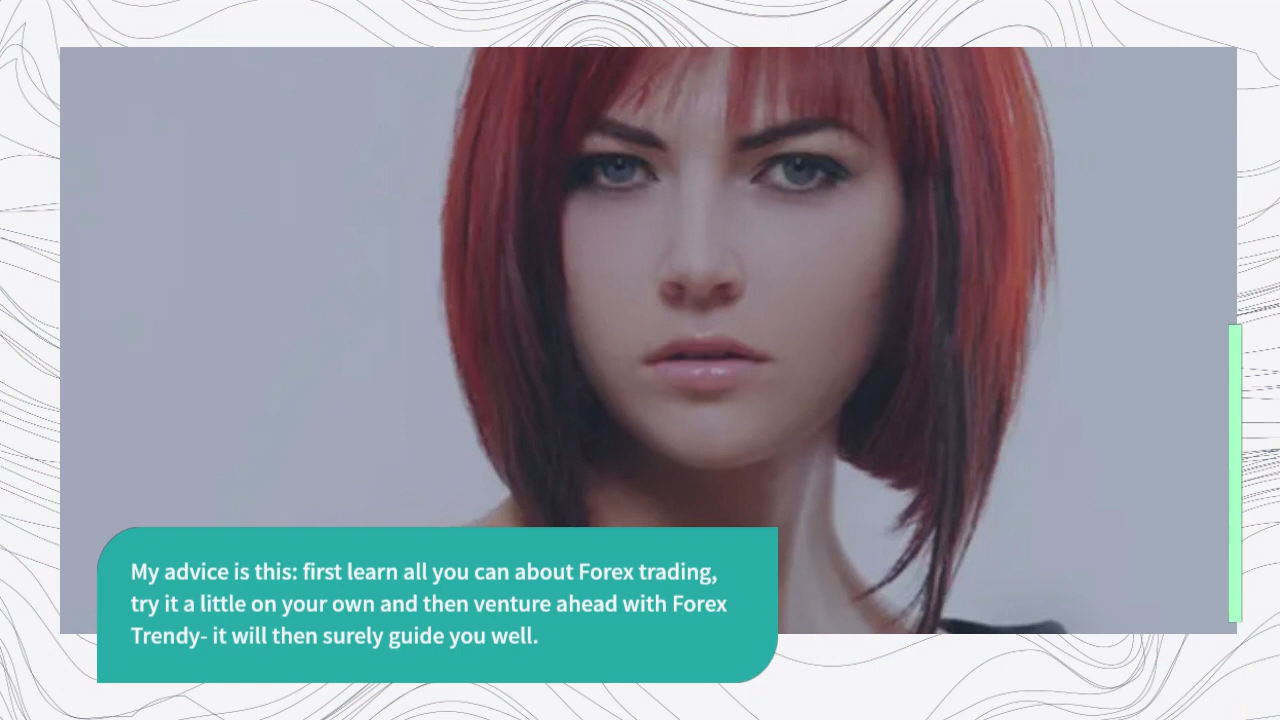 My advice is this: first learn all you can about Forex trading,
try it a little on your own and then venture ahead with Forex
Trendy- it will then surely guide you well.